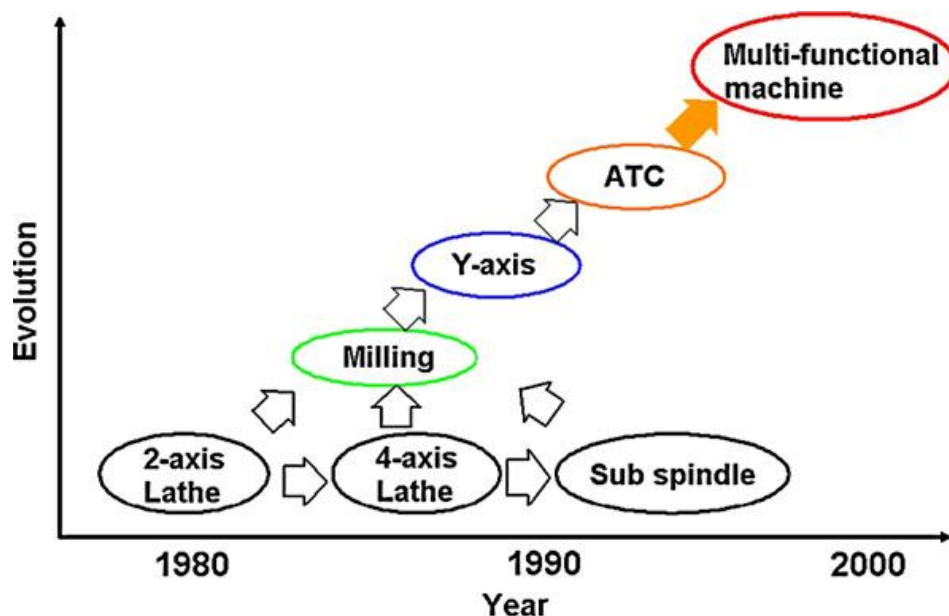 Multi-functional
machine
ATC
Y-axis
Milling
2-axis
Lathe
4-axis
Lathe
Sub spindle
Evolution
1980
1990
2000
Year